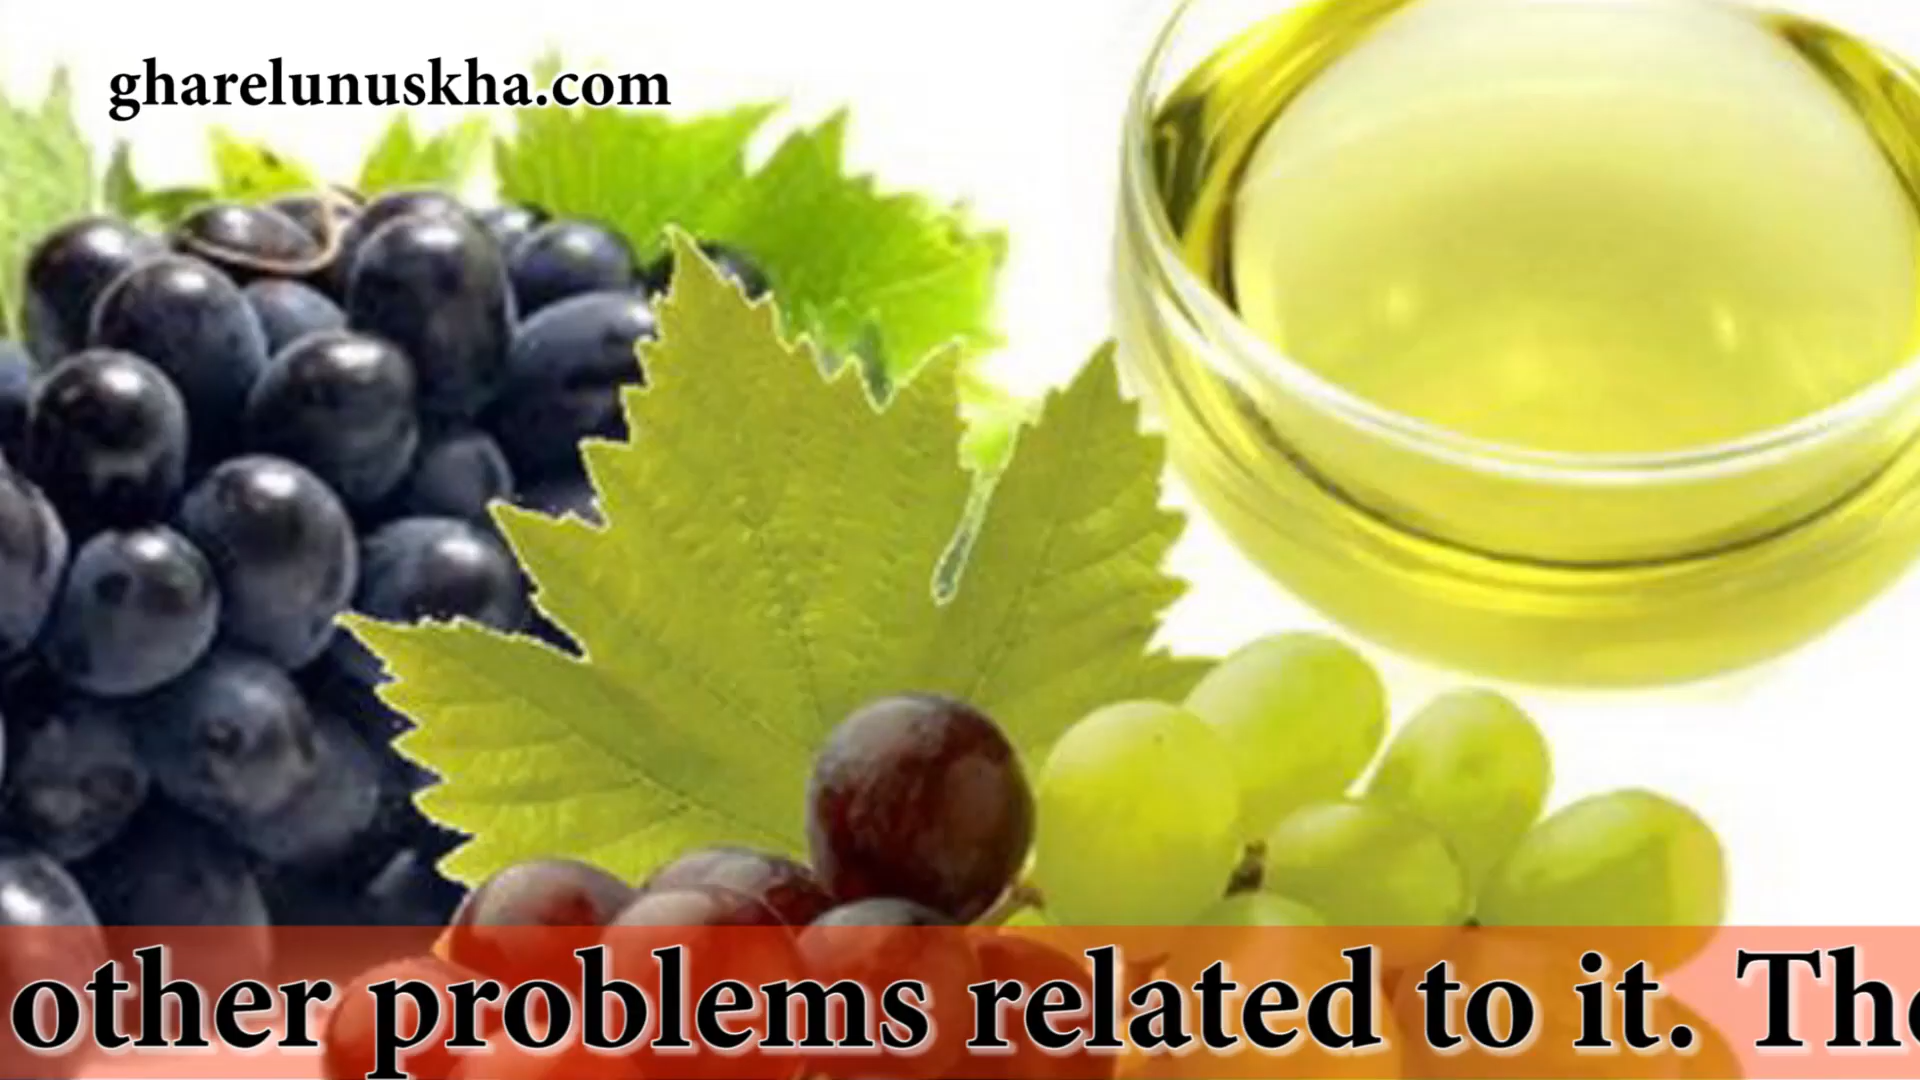 gharelunuskha.com
other problems related to it.